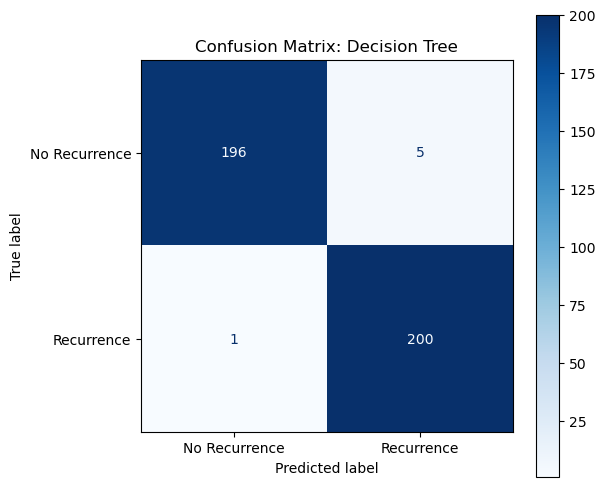 Confusion Matrix: Decision Tree
True label
No Recurrence
Recurrence
196
5
1
200
No Recurrence
Recurrence
Predicted label
200
175
150
125
100
75
50
25